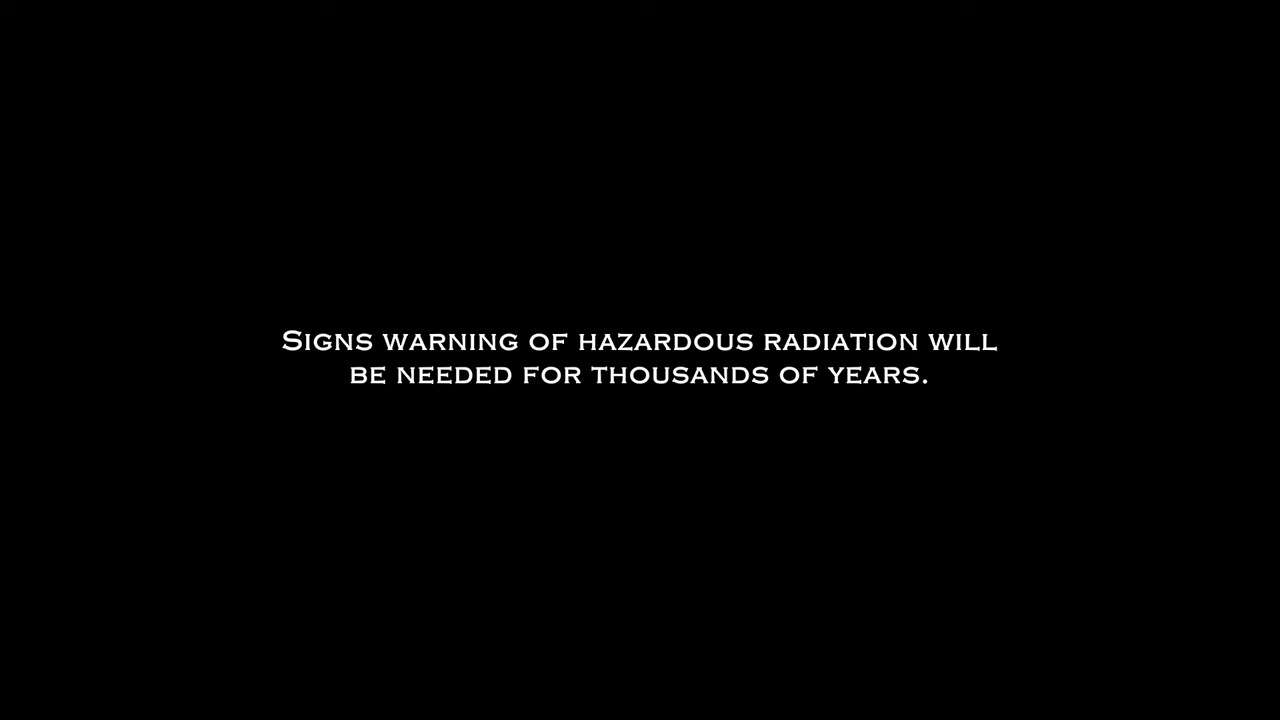 Signs warning of hazardous radiation will
be needed for thousands of years.